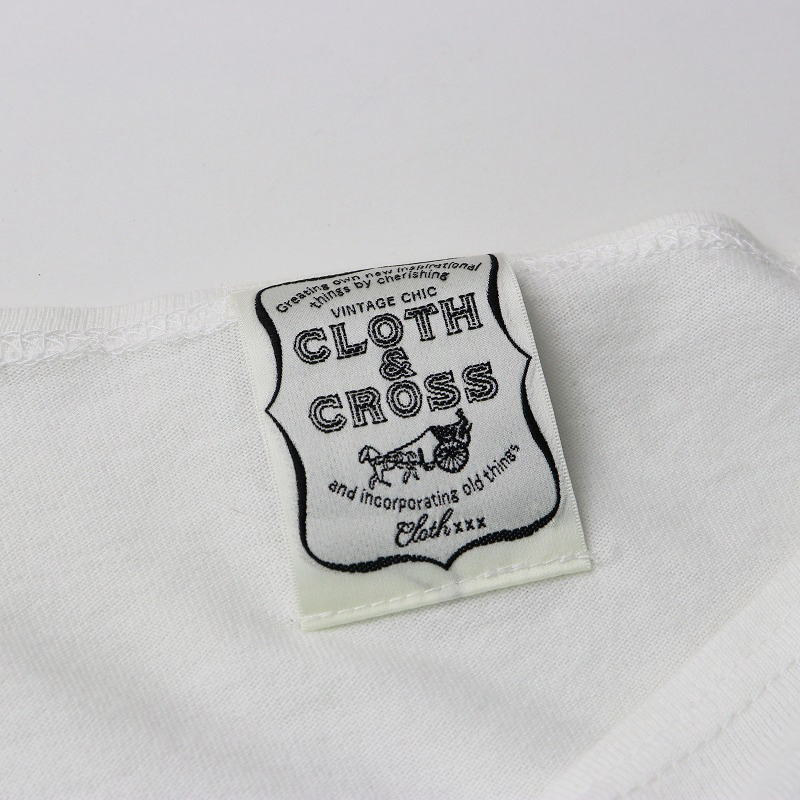 Greating own new inspirational
things by cherishing
VINTAGE CHIC
CLOTH
&
CROSS
and incorporating old things
Cloth xxx